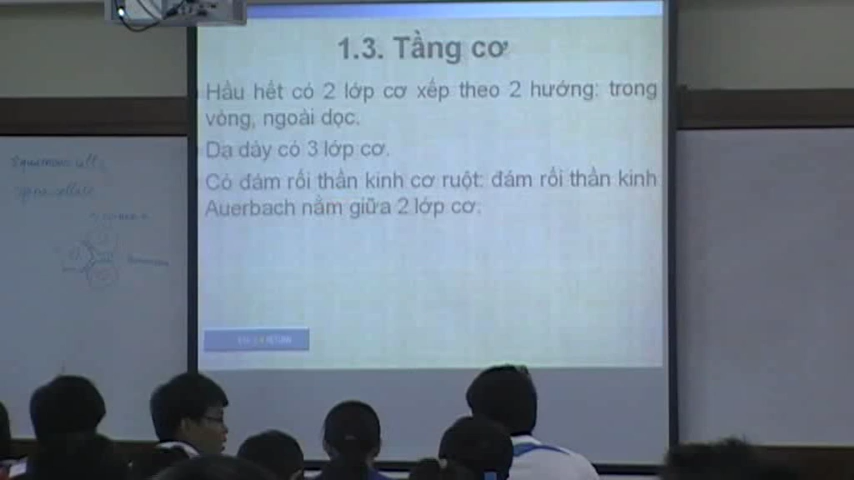 1.3. Tầng cơ
Hầu hết có 2 lớp cơ xếp theo 2 hướng: trong
vòng, ngoài dọc.
Dạ dày có 3 lớp cơ.
Có đám rối thần kinh cơ ruột: đám rối thần kinh
Auerbach nằm giữa 2 lớp cơ.